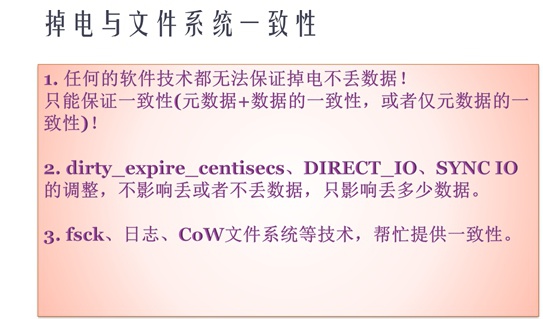 掉电与文件系统一致性
1. 任何的软件技术都无法保证掉电不丢数据！
只能保证一致性(元数据+数据的一致性，或者仅元数据的一
致性)！
2. dirty_expire_centisecs、DIRECT_IO、SYNC IO
的调整，不影响丢或者不丢数据，只影响丢多少数据。
3. fsck、日志、CoW文件系统等技术，帮忙提供一致性。